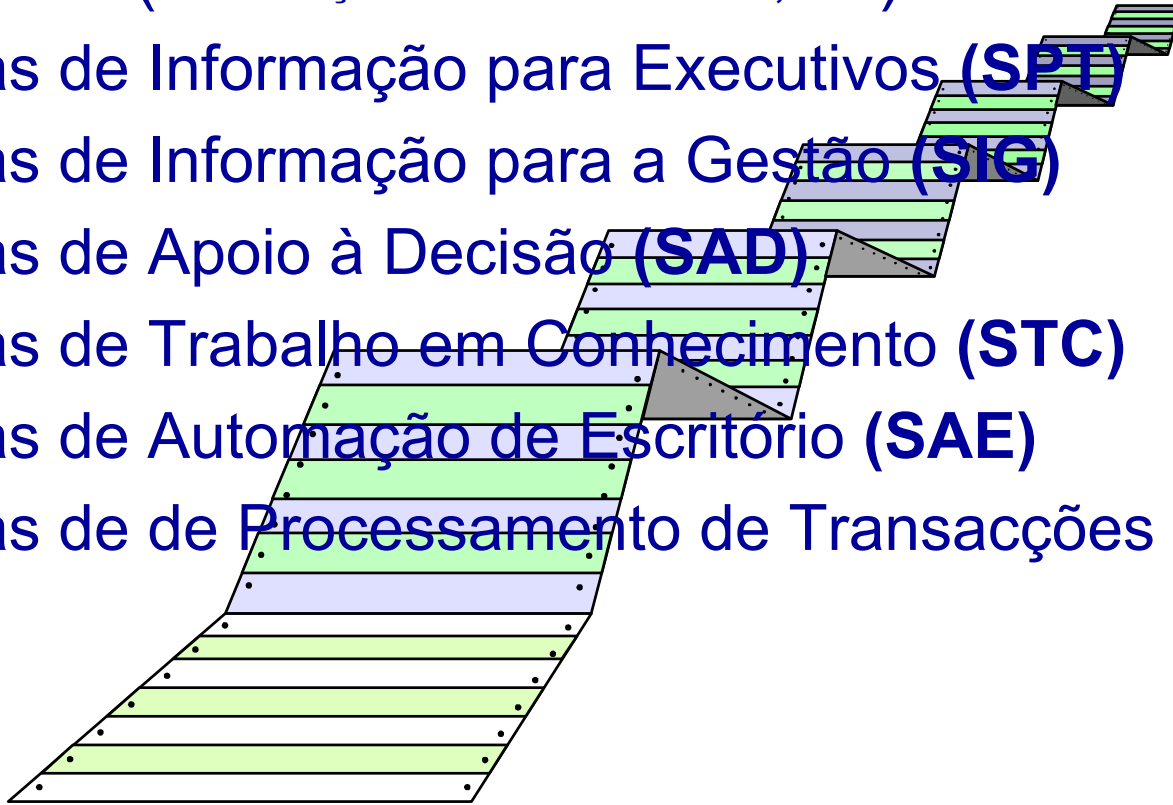 as de Informação para Executivos (SPT)
as de Informação para a Gestão (SIG)
as de Apoio à Decisão (SAD)
as de Trabalho em Conhecimento (STC)
as de Automação de Escritório (SAE)
as de de Processamento de Transacções